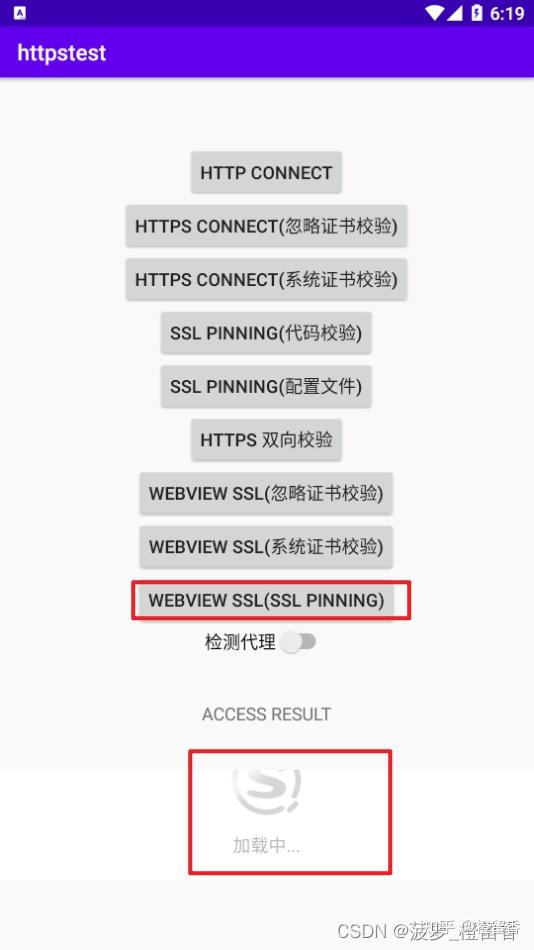 A
6:19
httpstest
HTTP CONNECT
HTTPS CONNECT(忽略证书校验)
HTTPS CONNECT(系统证书校验)
SSL PINNING(代码校验)
SSL PINNING(配置文件)
HTTPS 双向校验
WEBVIEW SSL(忽略证书校验)
WEBVIEW SSL(系统证书校验)
WEBVIEW SSL(SSL PINNING)
检测代理
ACCESS RESULT
加载中...
CSDN @菠萝_橙留香